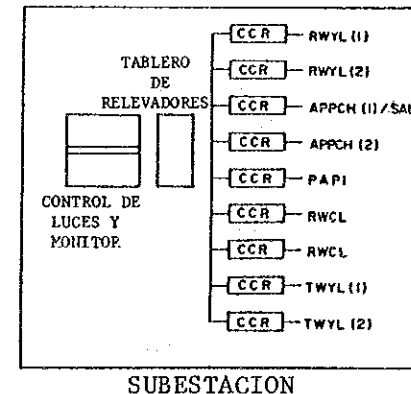 TABLERO
DE
RELEVADORES
CONTROL DE
LUCES Y
MONITOR
CCR RWYL (1)
CCR RWYL (2)
CCR APPCH (1)/SAL
CCR APPCH (2)
CCR PAPI
CCR RWCL
CCR RWCL
CCR TWYL (1)
CCR TWYL (2)
SUBESTACION